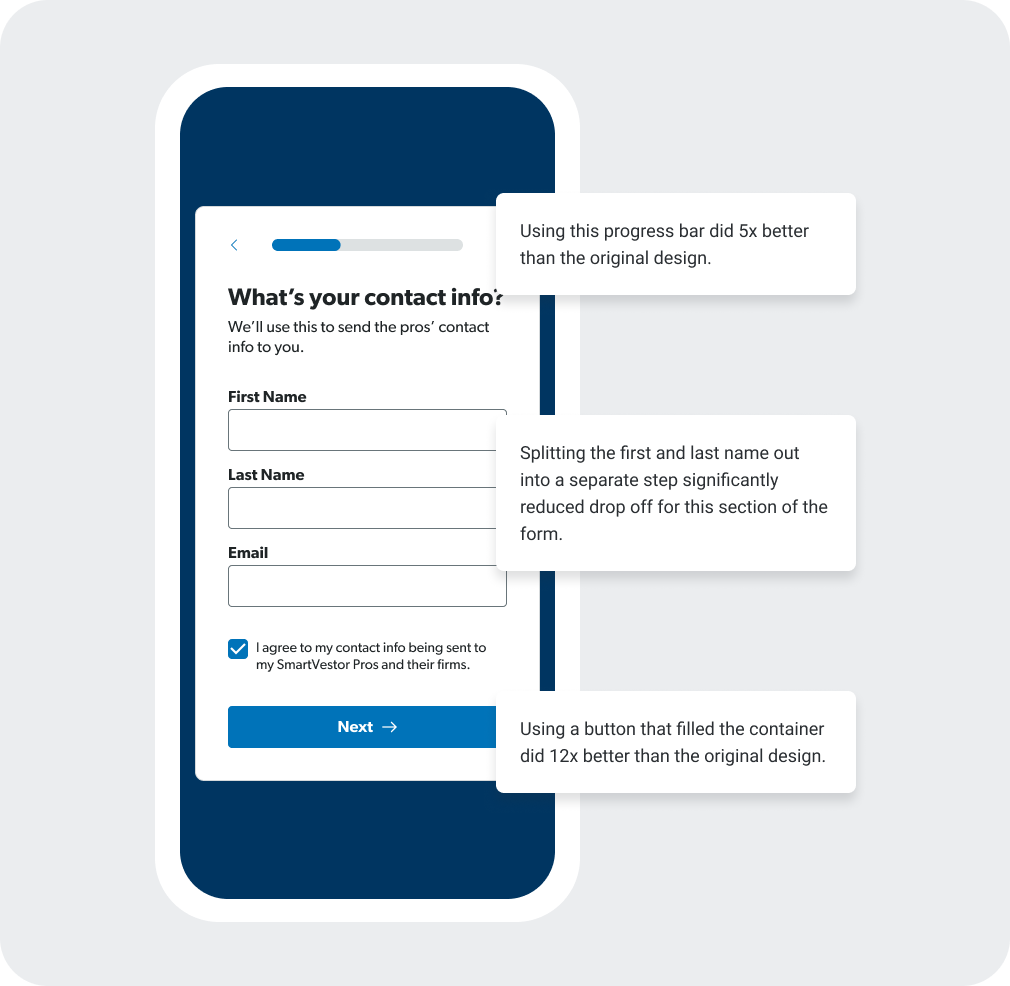 Using this progress bar did 5x better
than the original design.
What's your contact info?
We'll use this to send the pros' contact
info to you.
First Name
Splitting the first and last name out
into a separate step significantly
reduced drop off for this section of the
form.
Last Name
Email
I agree to my contact info being sent to
my SmartVestor Pros and their firms.
Next →
Using a button that filled the container
did 12x better than the original design.